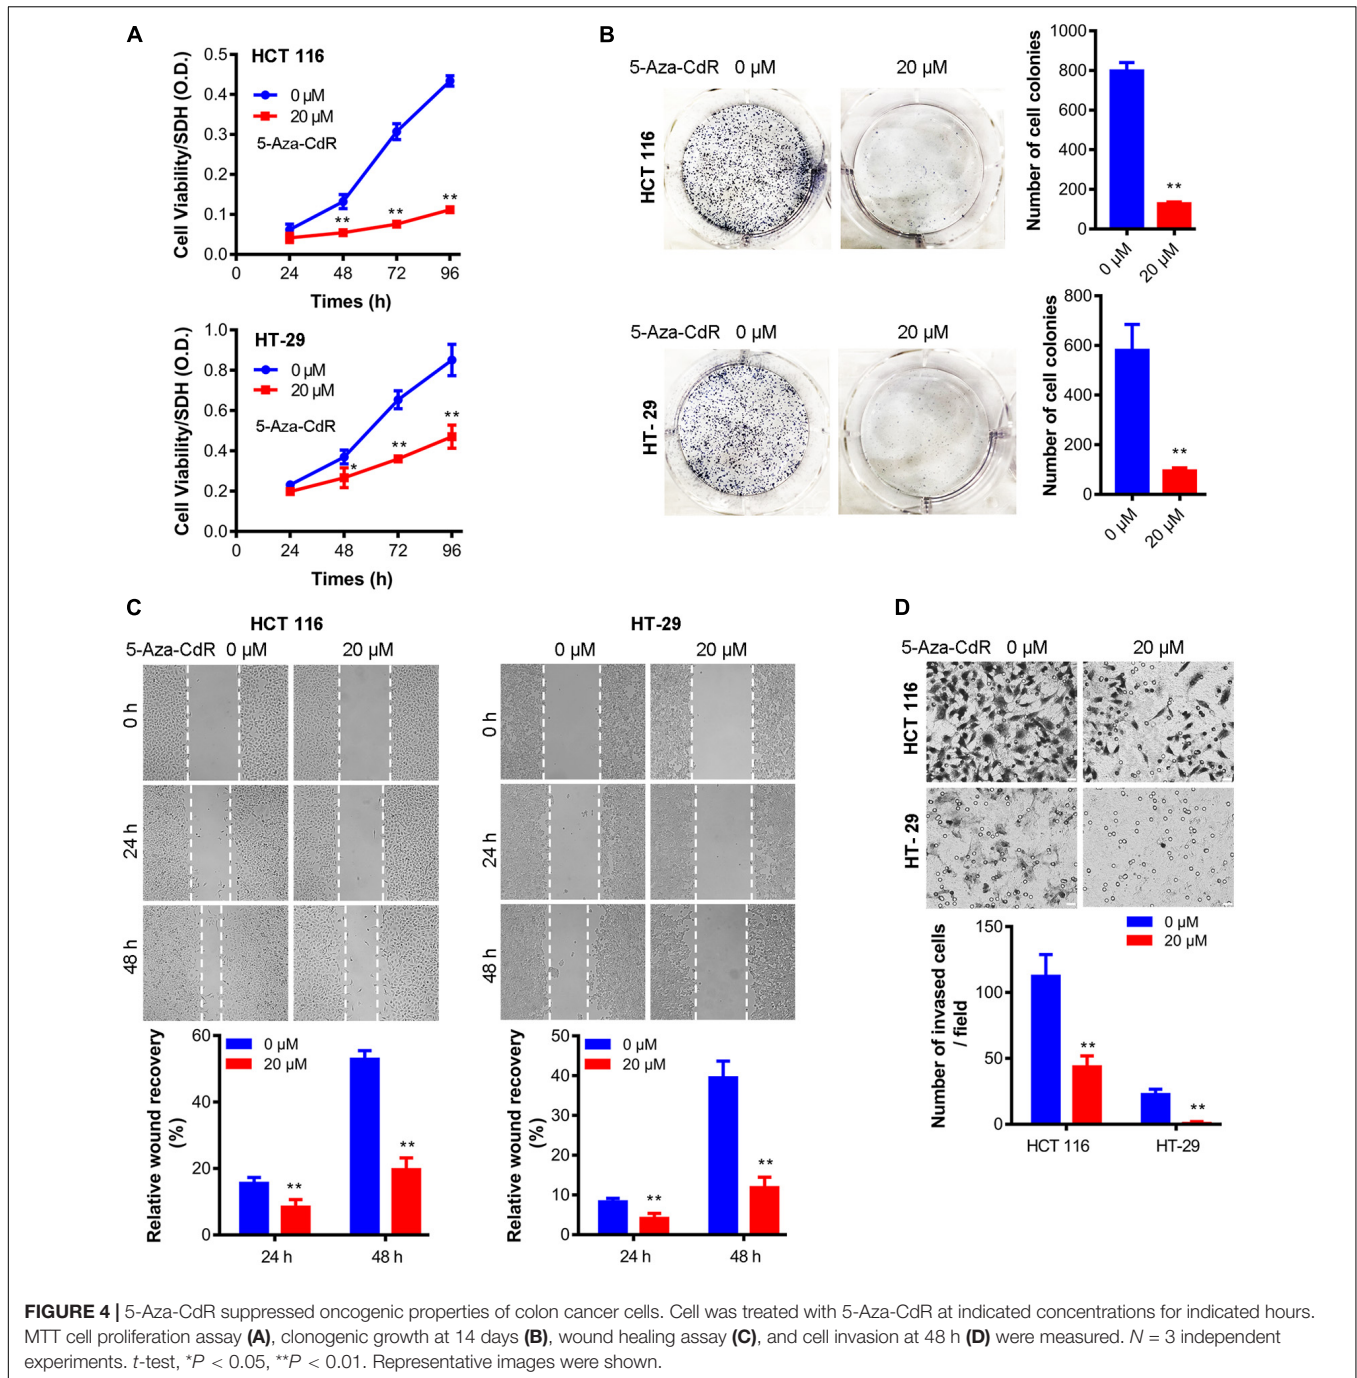 A
HCT 116
0 µM
20 µM
5-Aza-CdR
Cell Viability/SDH (O.D.)
0.5
0.4
0.3
0.2
0.1
0.0
** ** **
0 24 48 72 96
Times (h)
HT-29
0 µM
20 µM
5-Aza-CdR
Cell Viability/SDH (O.D.)
1.0
0.8
0.6
0.4
0.2
0.0
* ** **
0 24 48 72 96
Times (h)
B
5-Aza-CdR 0 µM 20 µM
HCT 116
Number of cell colonies
1000
800
600
400
200
0
**
0 µM 20 µM
5-Aza-CdR 0 µM 20 µM
HT- 29
Number of cell colonies
800
600
400
200
0
**
0 µM 20 µM
C
HCT 116
5-Aza-CdR 0 µM 20 µM
0 h
24 h
48 h
Relative wound recovery
(%)
60
40
20
0
0 µM
20 µM
** **
24 h 48 h
HT-29
0 µM 20 µM
0 h
24 h
48 h
Relative wound recovery
(%)
50
40
30
20
10
0
0 µM
20 µM
** **
24 h 48 h
D
5-Aza-CdR 0 µM 20 µM
HCT 116
HT- 29
0 µM
20 µM
Number of invased cells
/ field
150
100
50
0
** **
HCT 116 HT-29
FIGURE 4 | 5-Aza-CdR suppressed oncogenic properties of colon cancer cells. Cell was treated with 5-Aza-CdR at indicated concentrations for indicated hours.
MTT cell proliferation assay (A), clonogenic growth at 14 days (B), wound healing assay (C), and cell invasion at 48 h (D) were measured. N = 3 independent
experiments. t-test, *P < 0.05, **P < 0.01. Representative images were shown.